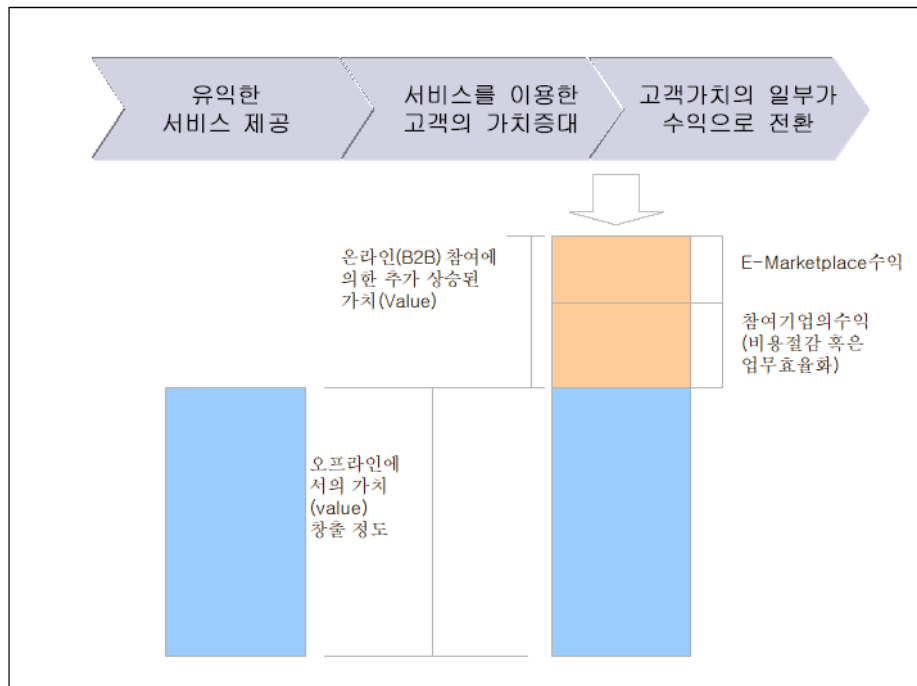 유익한
서비스 제공
서비스를 이용한
고객의 가치증대
고객가치의 일부가
수익으로 전환
온라인(B2B) 참여에
의한 추가 상승된
가치(Value)
E-Marketplace수익
참여기업의수익
(비용절감 혹은
업무효율화)
오프라인에
서의 가치
(value)
창출 정도